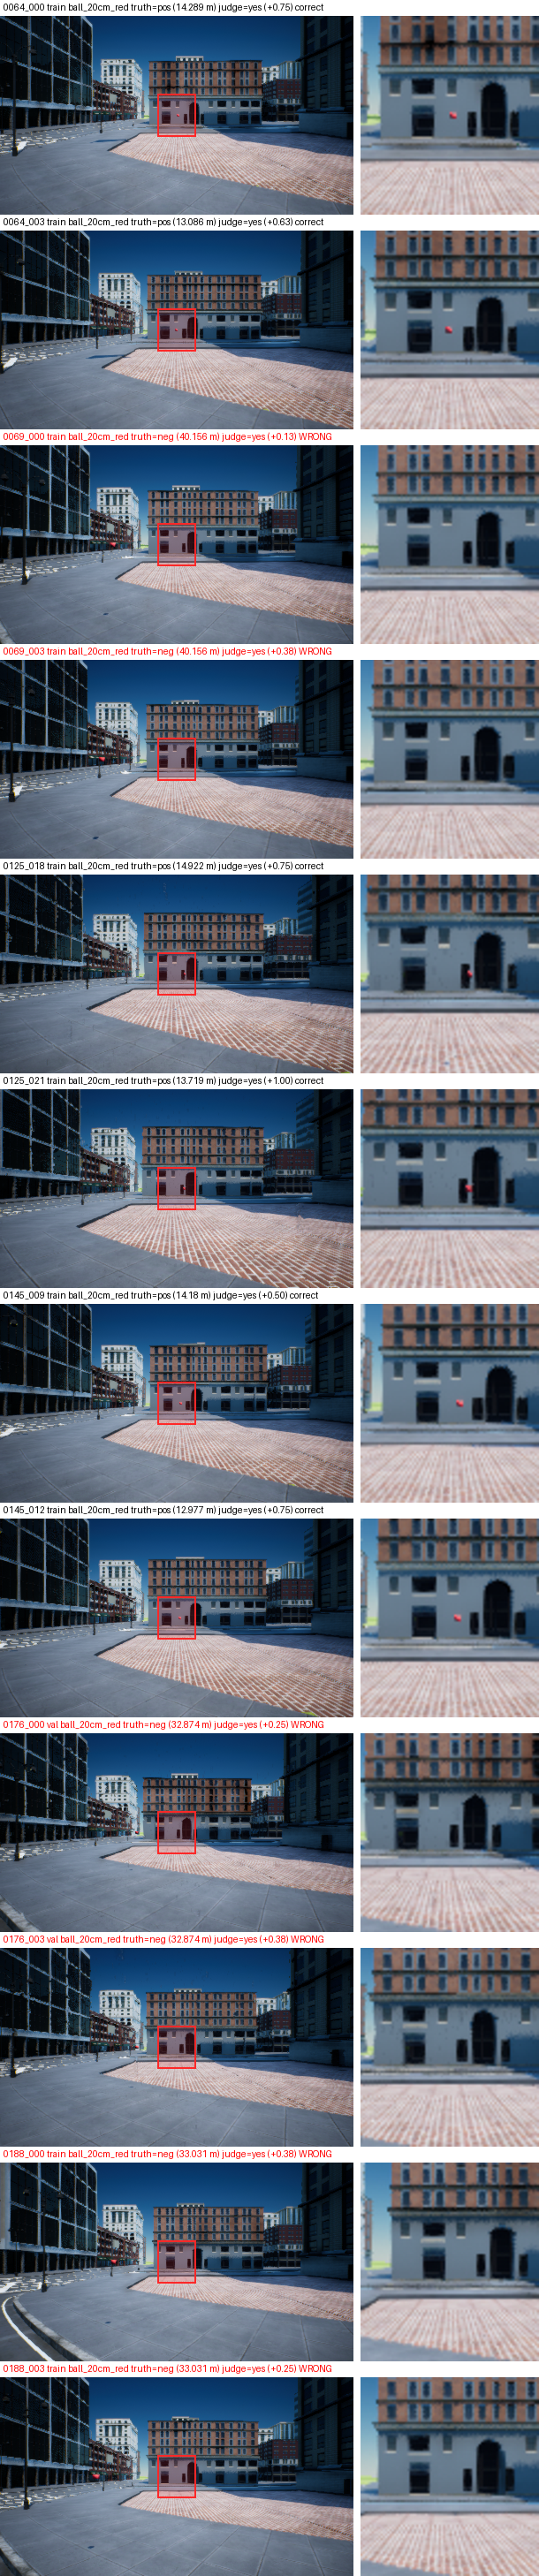 0064_000 train ball_20cm_red truth=pos (14.289 m) judge=yes (+0.75) correct
0064_003 train ball_20cm_red truth=pos (13.086 m) judge=yes (+0.63) correct
0069_000 train ball_20cm_red truth=neg (40.156 m) judge=yes (+0.13) WRONG
0069_003 train ball_20cm_red truth=neg (40.156 m) judge=yes (+0.38) WRONG
0125_018 train ball_20cm_red truth=pos (14.922 m) judge=yes (+0.75) correct
0125_021 train ball_20cm_red truth=pos (13.719 m) judge=yes (+1.00) correct
0145_009 train ball_20cm_red truth=pos (14.18 m) judge=yes (+0.50) correct
0145_012 train ball_20cm_red truth=pos (12.977 m) judge=yes (+0.75) correct
0176_000 val ball_20cm_red truth=neg (32.874 m) judge=yes (+0.25) WRONG
0176_003 val ball_20cm_red truth=neg (32.874 m) judge=yes (+0.38) WRONG
0188_000 train ball_20cm_red truth=neg (33.031 m) judge=yes (+0.38) WRONG
0188_003 train ball_20cm_red truth=neg (33.031 m) judge=yes (+0.25) WRONG